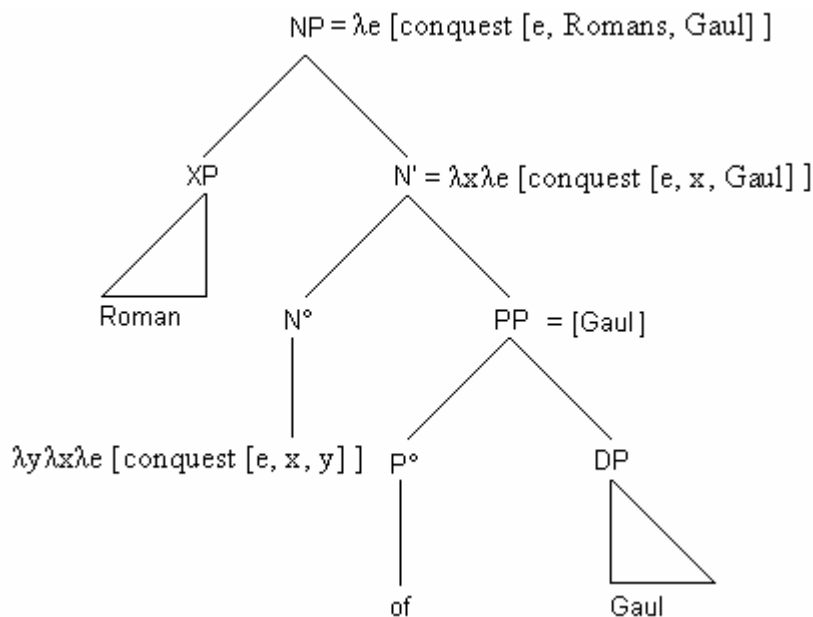 NP = λe [conquest [e, Romans, Gaul] ]
XP N' = λxλe [conquest [e, x, Gaul] ]
Roman N° PP = [Gaul]
λyλxλe [conquest [e, x, y] ] P° DP
of Gaul